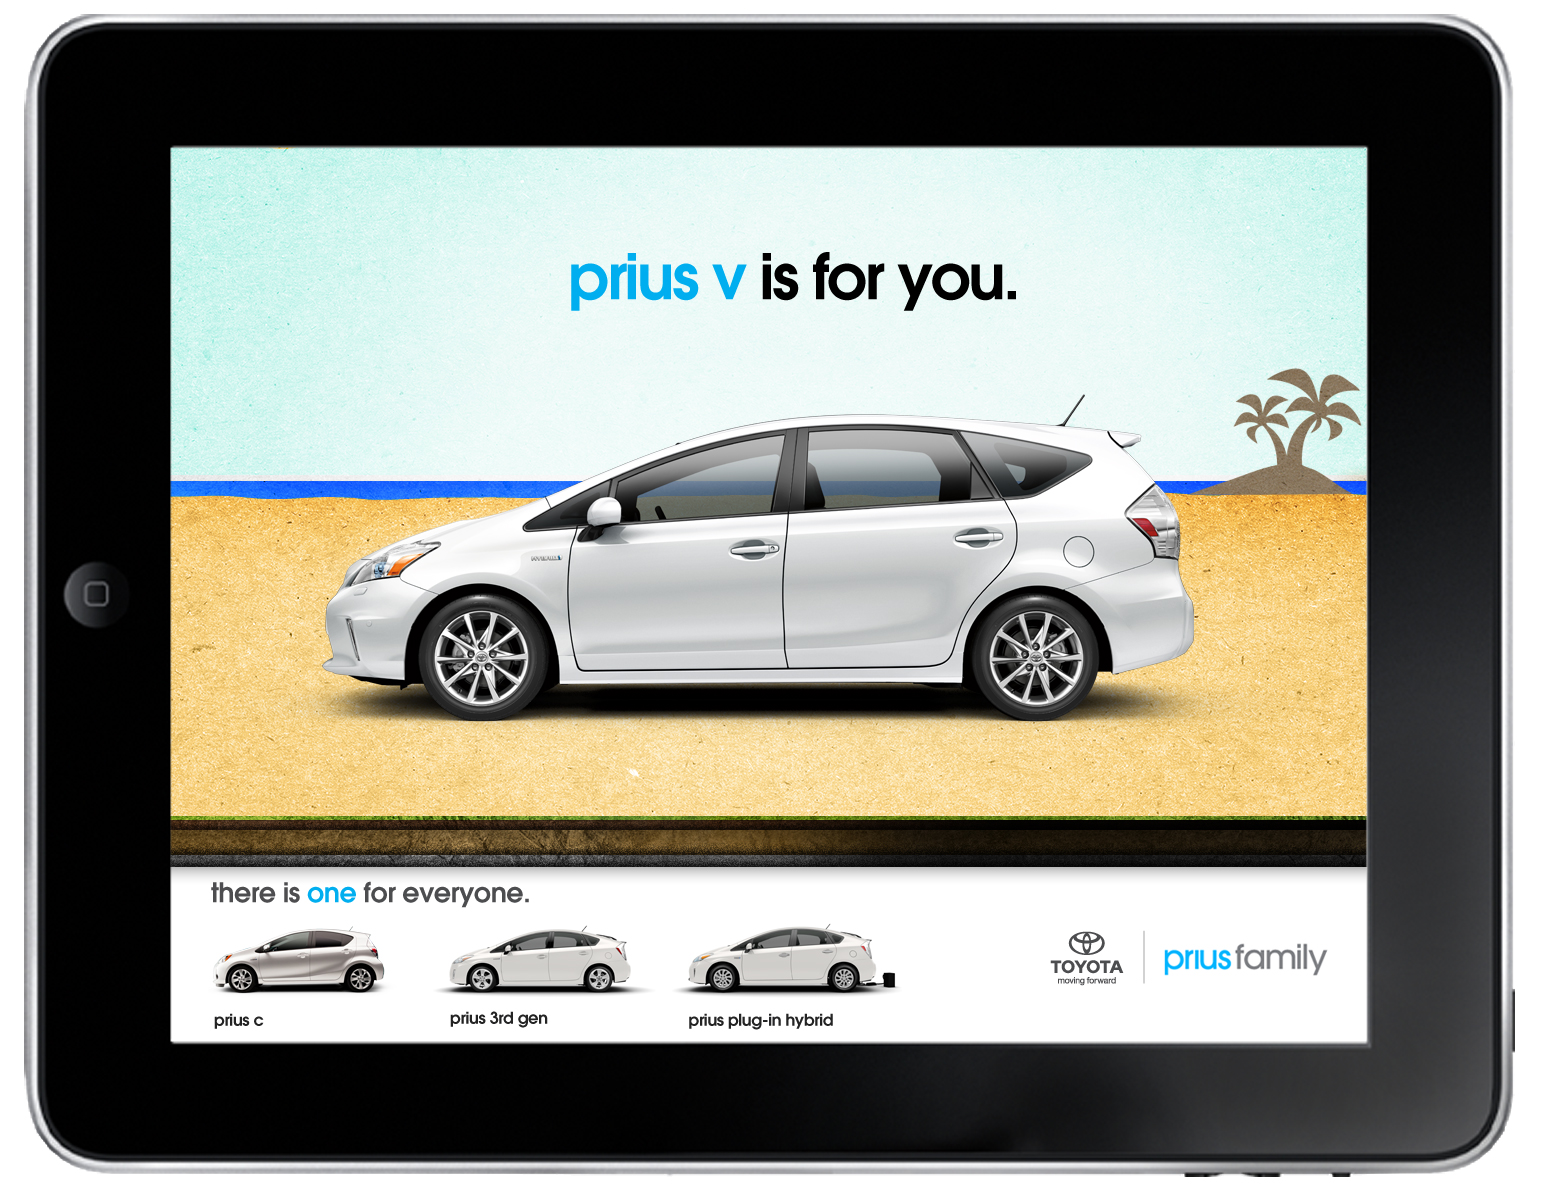 prius v is for you.
HYBRID
there is one for everyone.
prius c
prius 3rd gen
prius plug-in hybrid
TOYOTA
moving forward
prius family